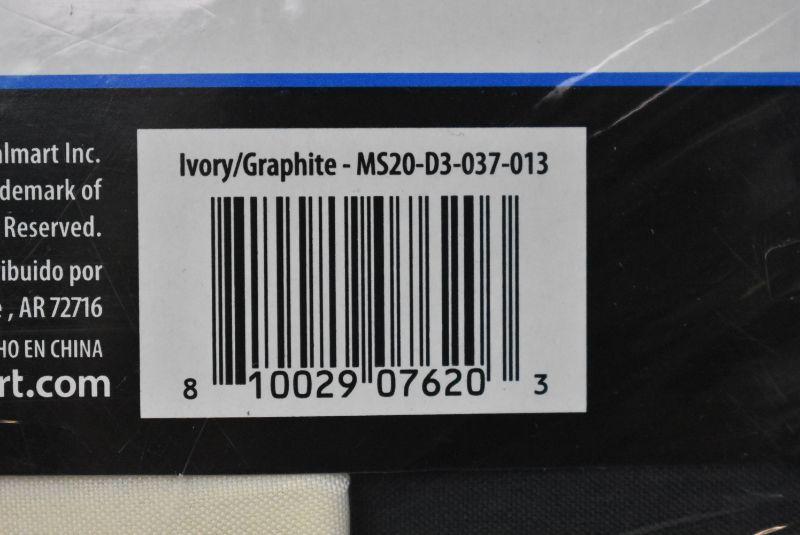 lmart Inc.
demark of
Reserved.
ibuido por
, AR 72716
HO EN CHINA
rt.com
Ivory/Graphite - MS20-D3-037-013
8 10029 07620 3